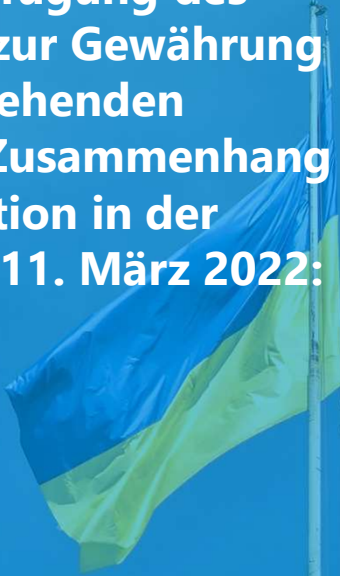 zur Gewährung
ehenden
Zusammenhang
tion in der
11. März 2022: